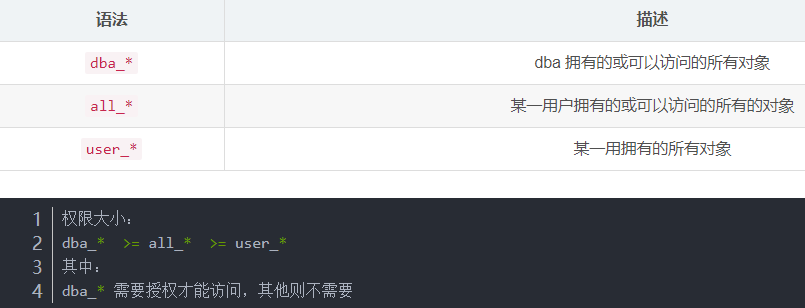 语法 描述
dba_* dba 拥有的或可以访问的所有对象
all_* 某一用户拥有的或可以访问的所有的对象
user_* 某一用拥有的所有对象
1 权限大小:
2 dba_* >= all_* >= user_*
3 其中:
4 dba_* 需要授权才能访问，其他则不需要